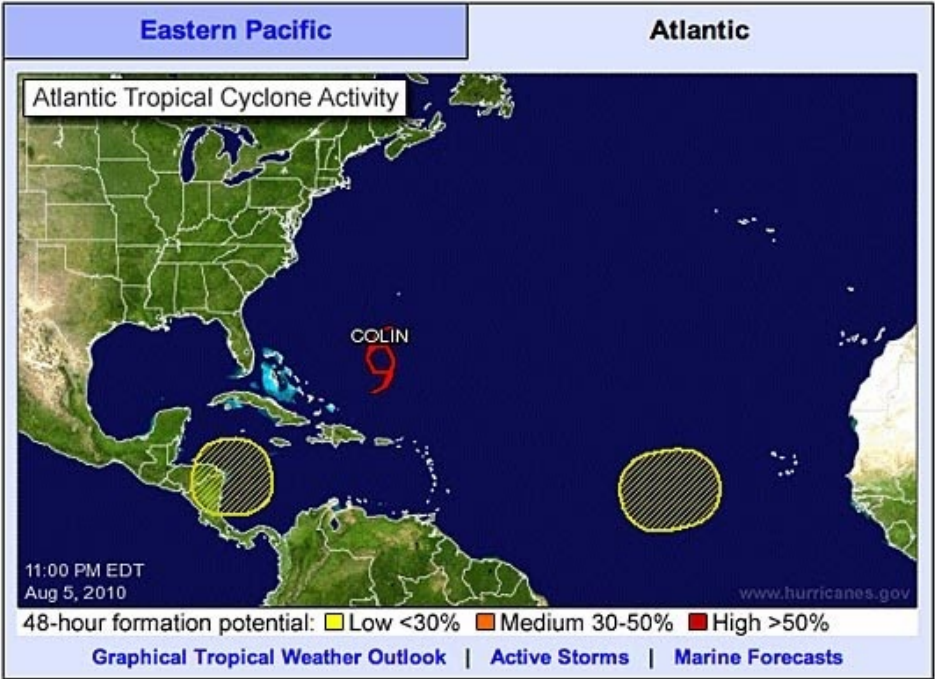 Eastern Pacific
Atlantic
Atlantic Tropical Cyclone Activity
COLIN
11:00 PM EDT
Aug 5, 2010
www.hurricanes.gov
48-hour formation potential: Low <30% Medium 30-50% High >50%
Graphical Tropical Weather Outlook | Active Storms | Marine Forecasts